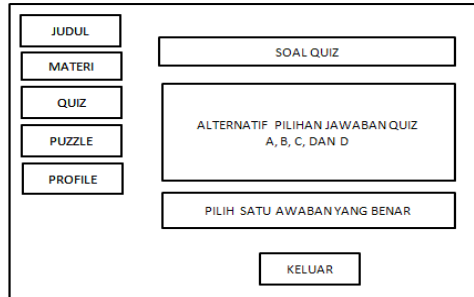 JUDUL
MATERI
QUIZ
PUZZLE
PROFILE
SOAL QUIZ
ALTERNATIF PILIHAN JAWABAN QUIZ
A, B, C, DAN D
PILIH SATU AWABAN YANG BENAR
KELUAR